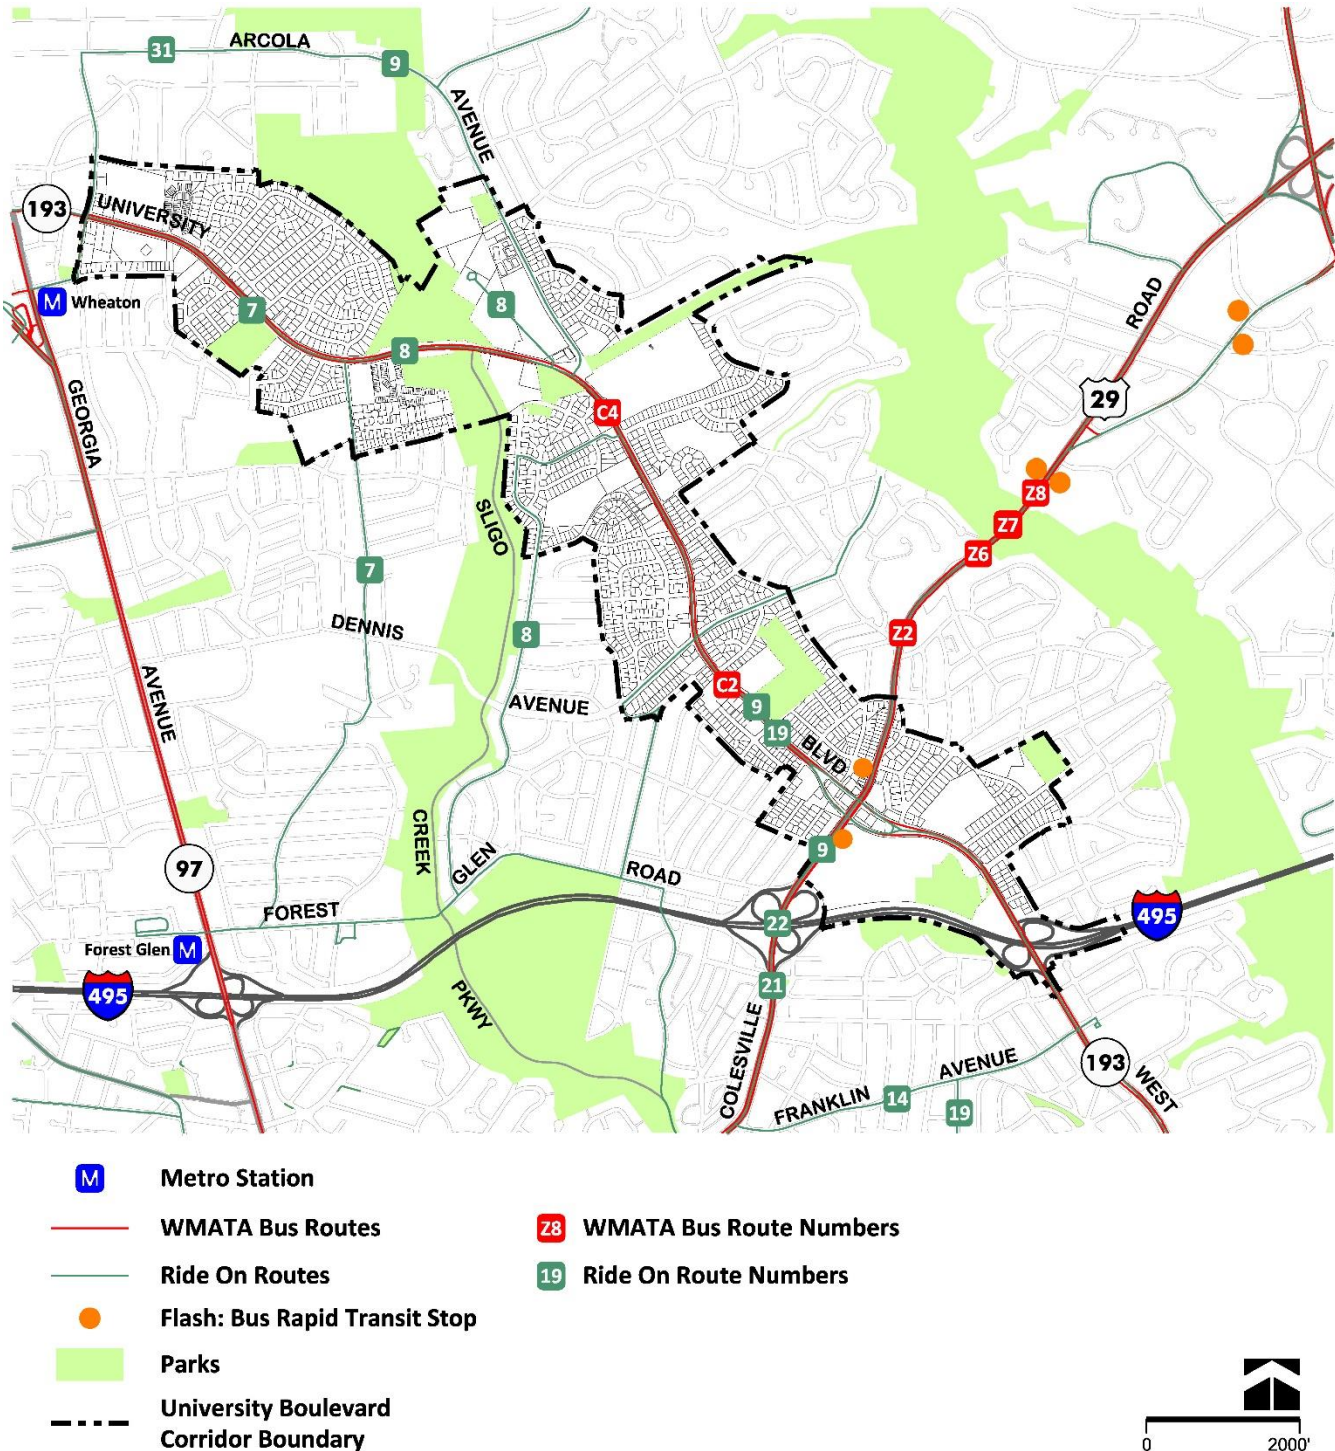 31
ARCOLA
9
AVENUE
193
UNIVERSITY
M Wheaton
7
8
8
C4
GEORGIA
AVENUE
ROAD
29
Z8
Z7
Z6
Z2
SLIGO
7
DENNIS
8
AVENUE
C2
9
19
BLVD
CREEK
GLEN
ROAD
9
97
FOREST
Forest Glen M
22
495
495
21
PKWY
COLESVILLE
FRANKLIN
14
AVENUE
19
193
WEST
M Metro Station
WMATA Bus Routes
Z8 WMATA Bus Route Numbers
Ride On Routes
19 Ride On Route Numbers
Flash: Bus Rapid Transit Stop
Parks
University Boulevard
Corridor Boundary
0 2000'